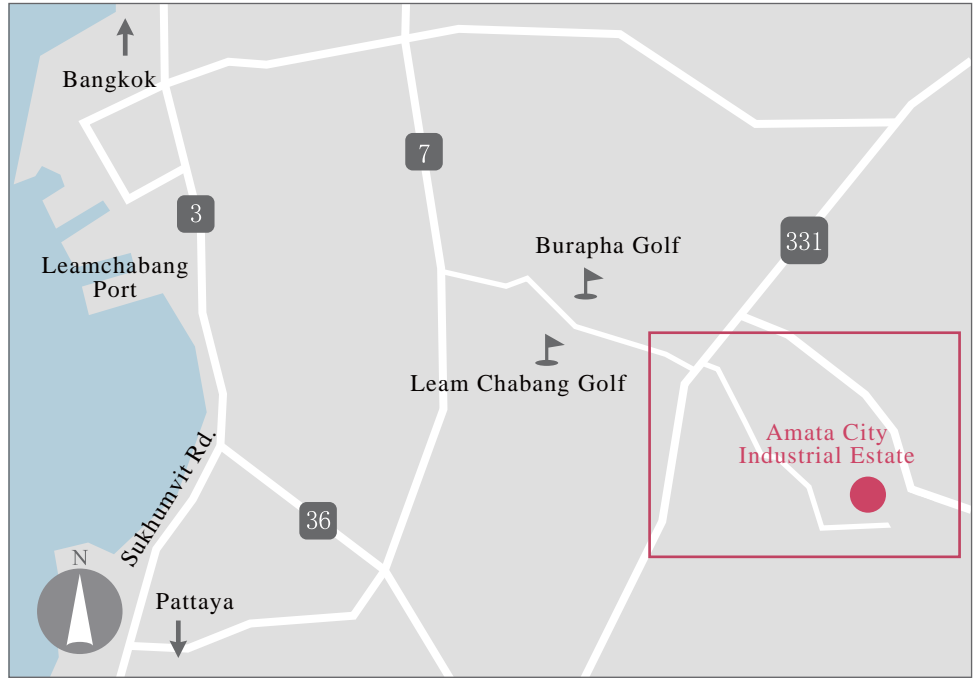 Bangkok
7
3
331
Burapha Golf
Leamchabang
Port
Leam Chabang Golf
Amata City
Industrial Estate
Sukhumvit Rd.
36
N
Pattaya